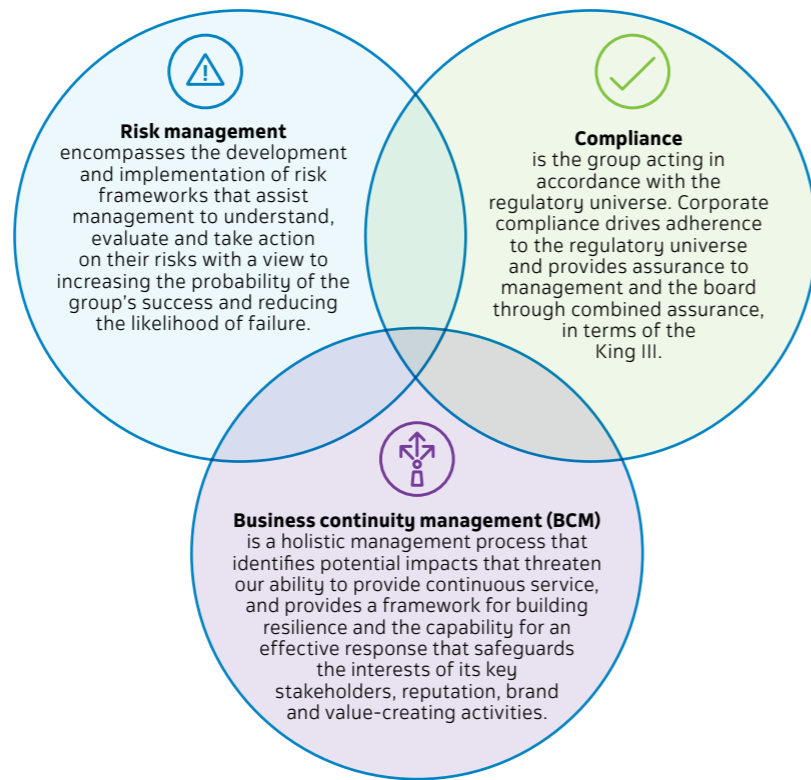 Risk management
encompasses the development
and implementation of risk
frameworks that assist
management to understand,
evaluate and take action
on their risks with a view to
increasing the probability of the
group's success and reducing
the likelihood of failure.
Compliance
is the group acting in
accordance with the
regulatory universe. Corporate
compliance drives adherence
to the regulatory universe
and provides assurance to
management and the board
through combined assurance,
in terms of the
King III.
Business continuity management (BCM)
is a holistic management process that
identifies potential impacts that threaten
our ability to provide continuous service,
and provides a framework for building
resilience and the capability for an
effective response that safeguards
the interests of its key
stakeholders, reputation, brand
and value-creating activities.